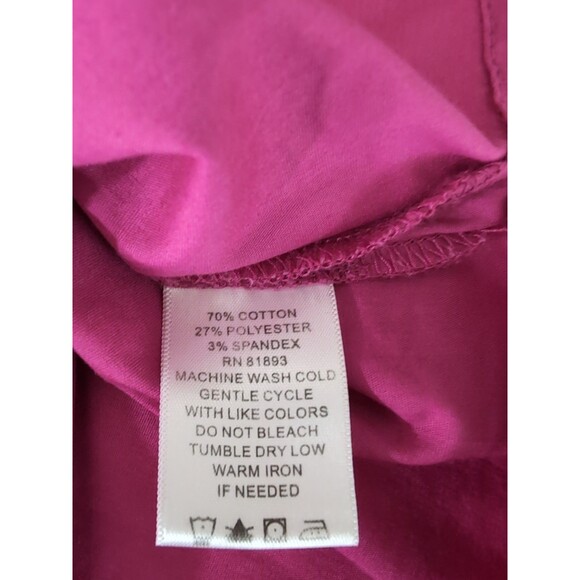 70% COTTON
27% POLYESTER
3% SPANDEX
RN 81893
MACHINE WASH COLD
GENTLE CYCLE
WITH LIKE COLORS
DO NOT BLEACH
TUMBLE DRY LOW
WARM IRON
IF NEEDED